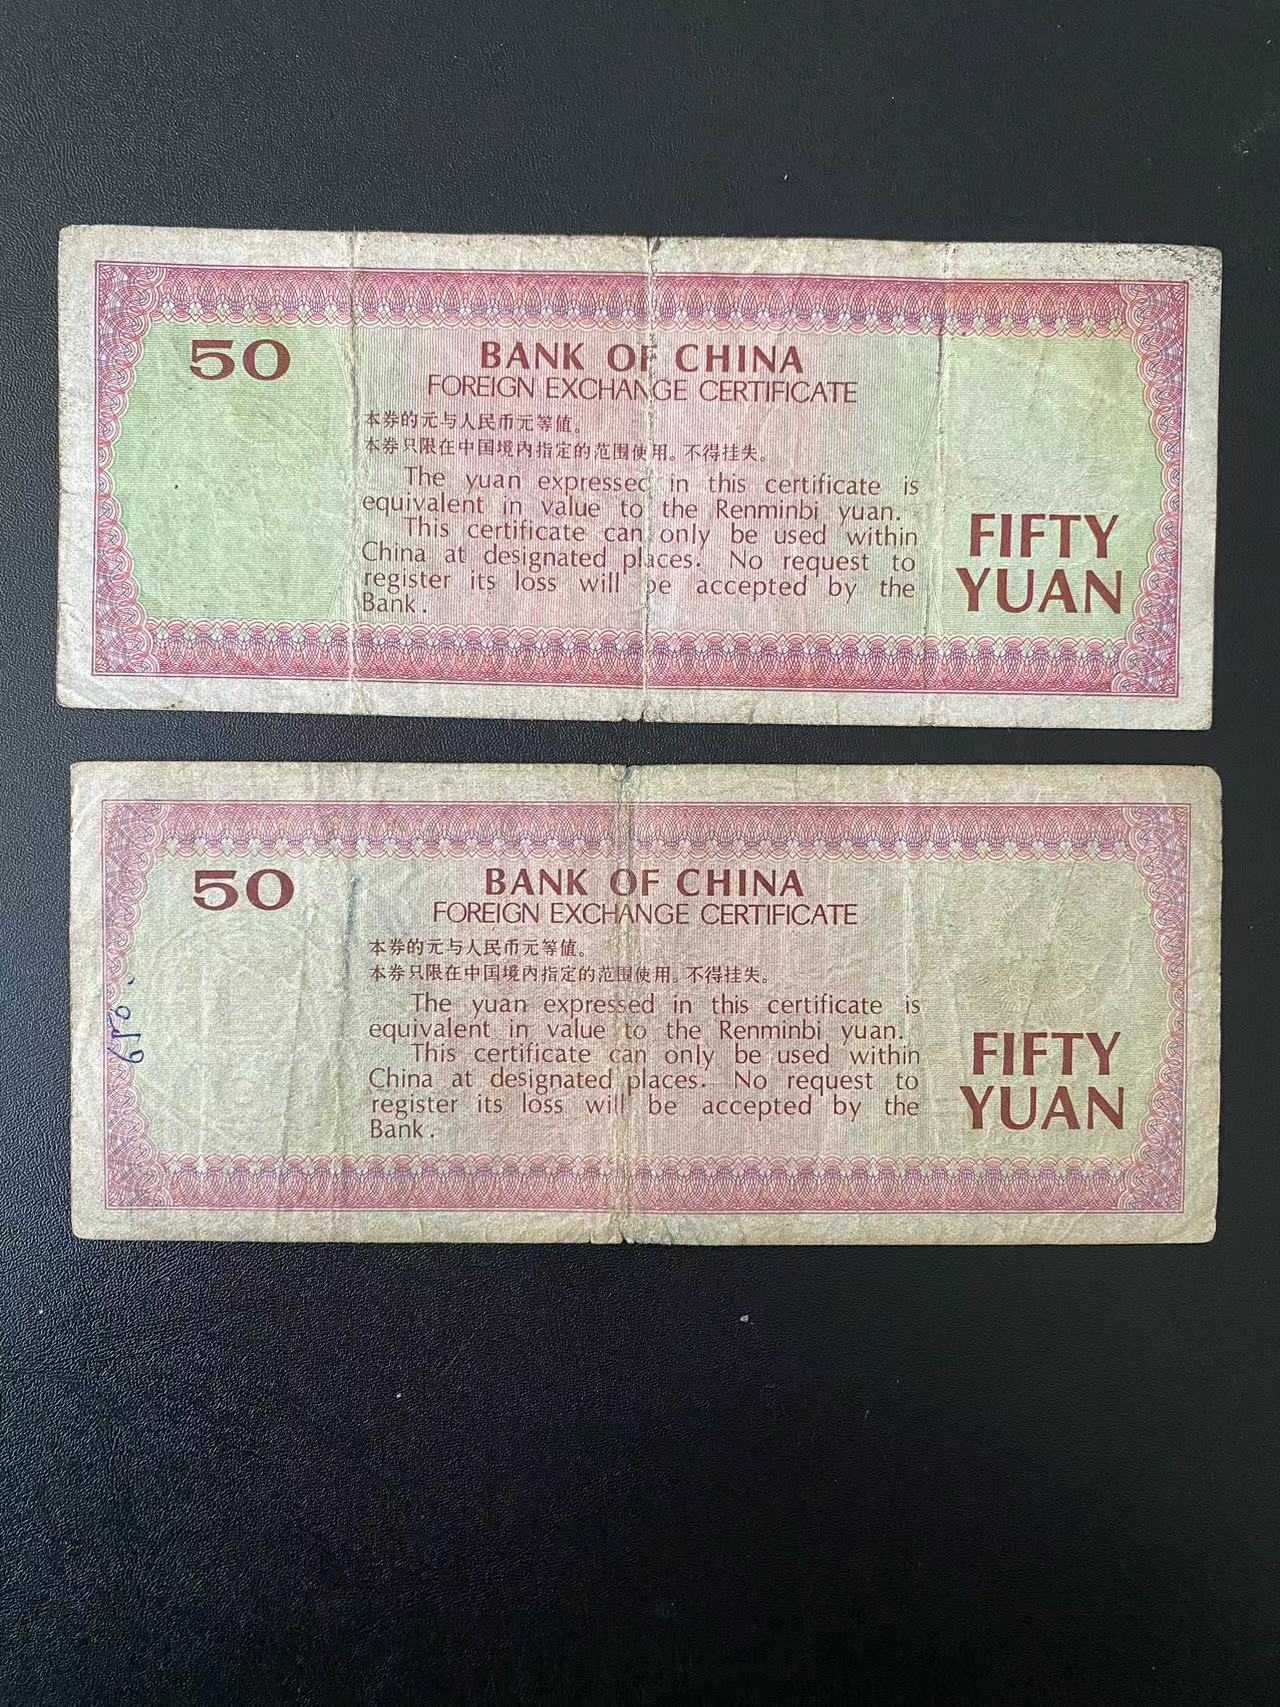 50
BANK OF CHINA
FOREIGN EXCHANGE CERTIFICATE
本券的元与人民币元等值。
本券只限在中国境内指定的范围使用。不得挂失。
The yuan expressed in this certificate is
equivalent in value to the Renminbi yuan.
This certificate can only be used within
China at designated places. No request to
register its loss will be accepted by the
Bank.
FIFTY
YUAN
50
BANK OF CHINA
FOREIGN EXCHANGE CERTIFICATE
本券的元与人民币元等值。
本券只限在中国境内指定的范围使用。不得挂失。
The yuan expressed in this certificate is
equivalent in value to the Renminbi yuan.
This certificate can only be used within
China at designated places. No request to
register its loss will be accepted by the
Bank.
FIFTY
YUAN